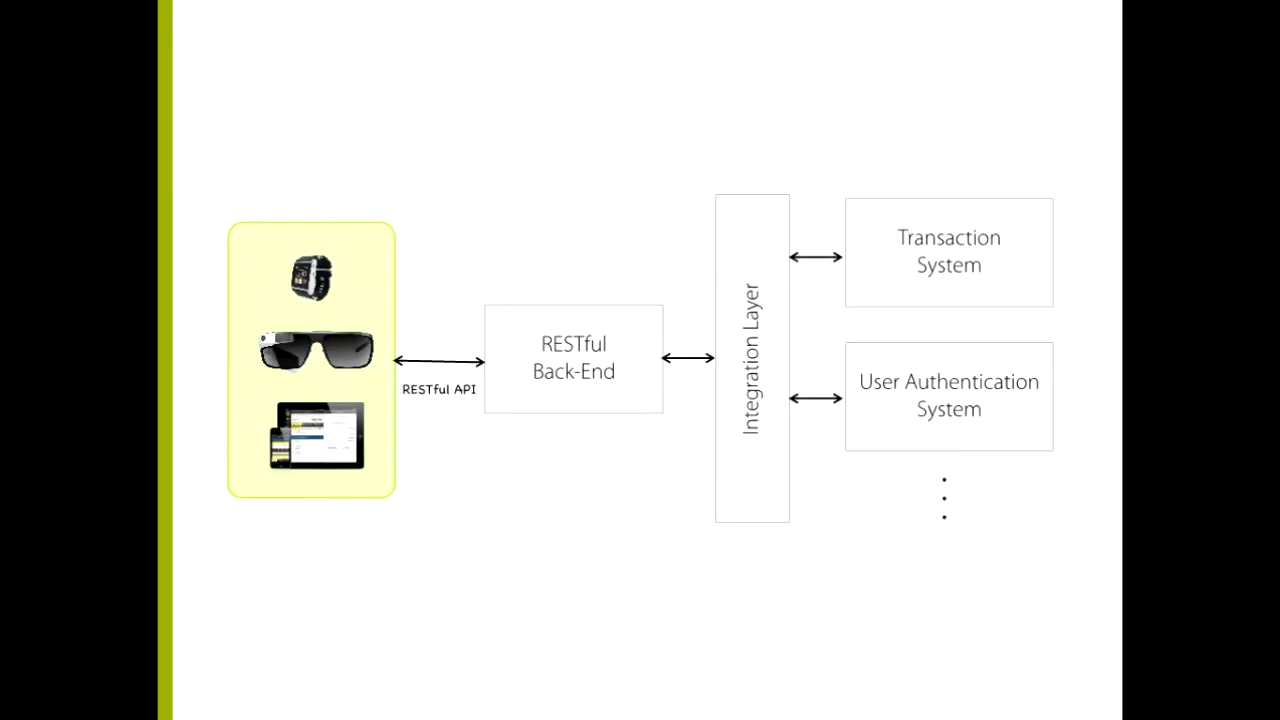 RESTful API
RESTful
Back-End
Integration Layer
Transaction
System
User Authentication
System